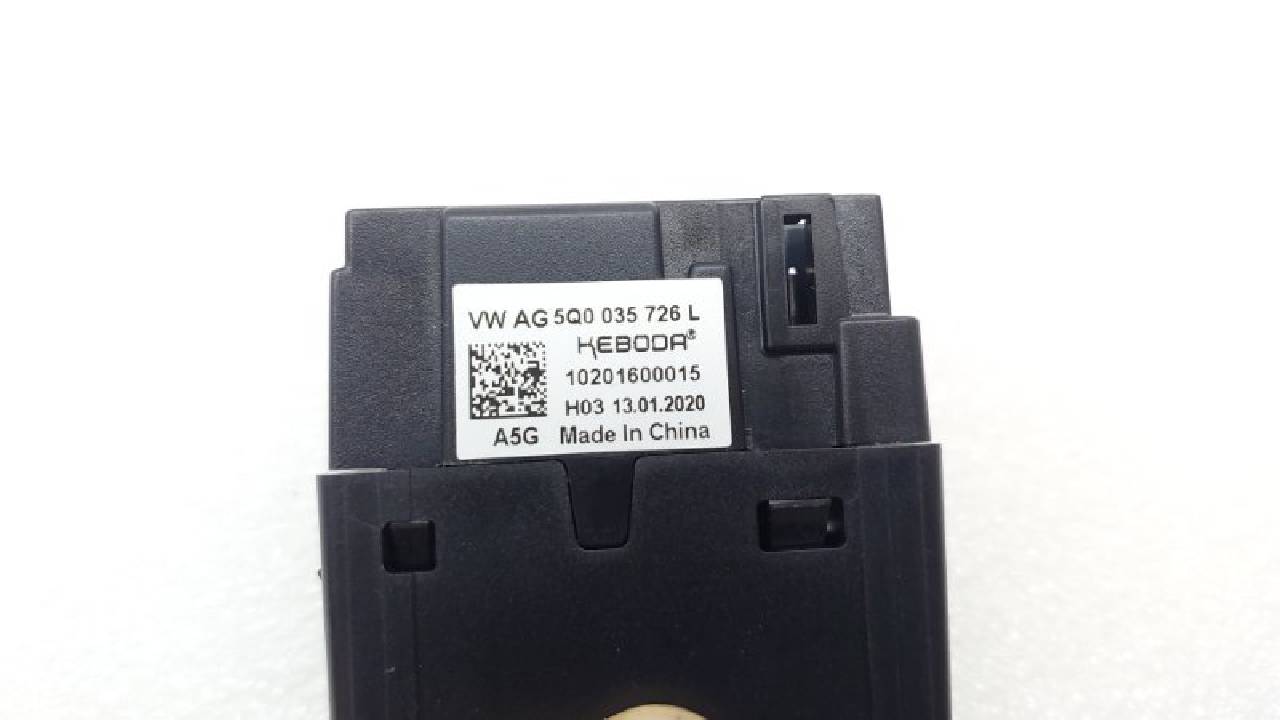 VW AG 5Q0 035 726 L
KEBODA®
10201600015
H03 13.01.2020
A5G Made In China